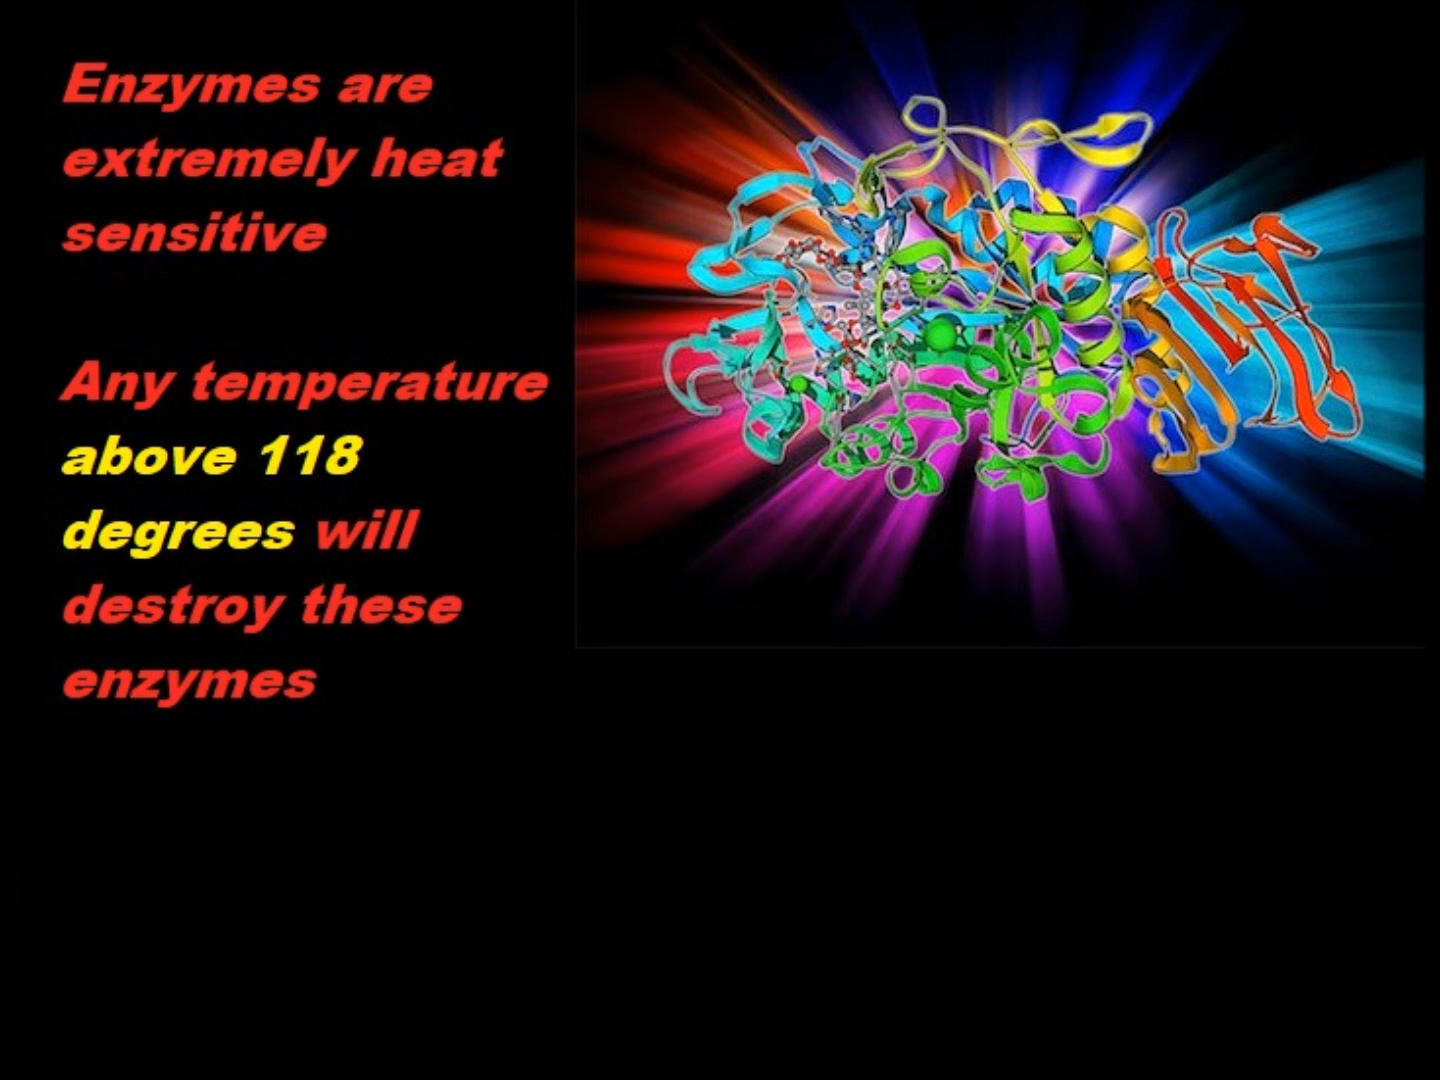 Enzymes are
extremely heat
sensitive
Any temperature
above 118
degrees will
destroy these
enzymes